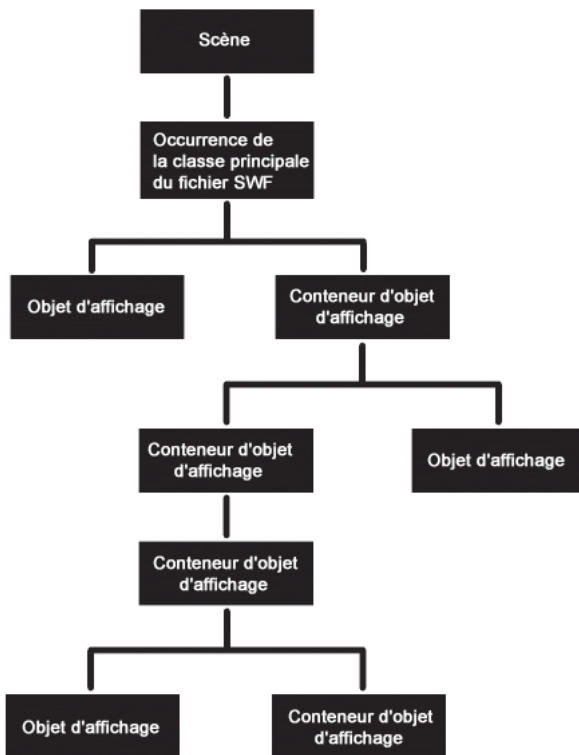 Scène
Occurrence de
la classe principale
du fichier SWF
Objet d'affichage
Conteneur d'objet
d'affichage
Conteneur d'objet
d'affichage
Objet d'affichage
Conteneur d'objet
d'affichage
Objet d'affichage
Conteneur d'objet
d'affichage